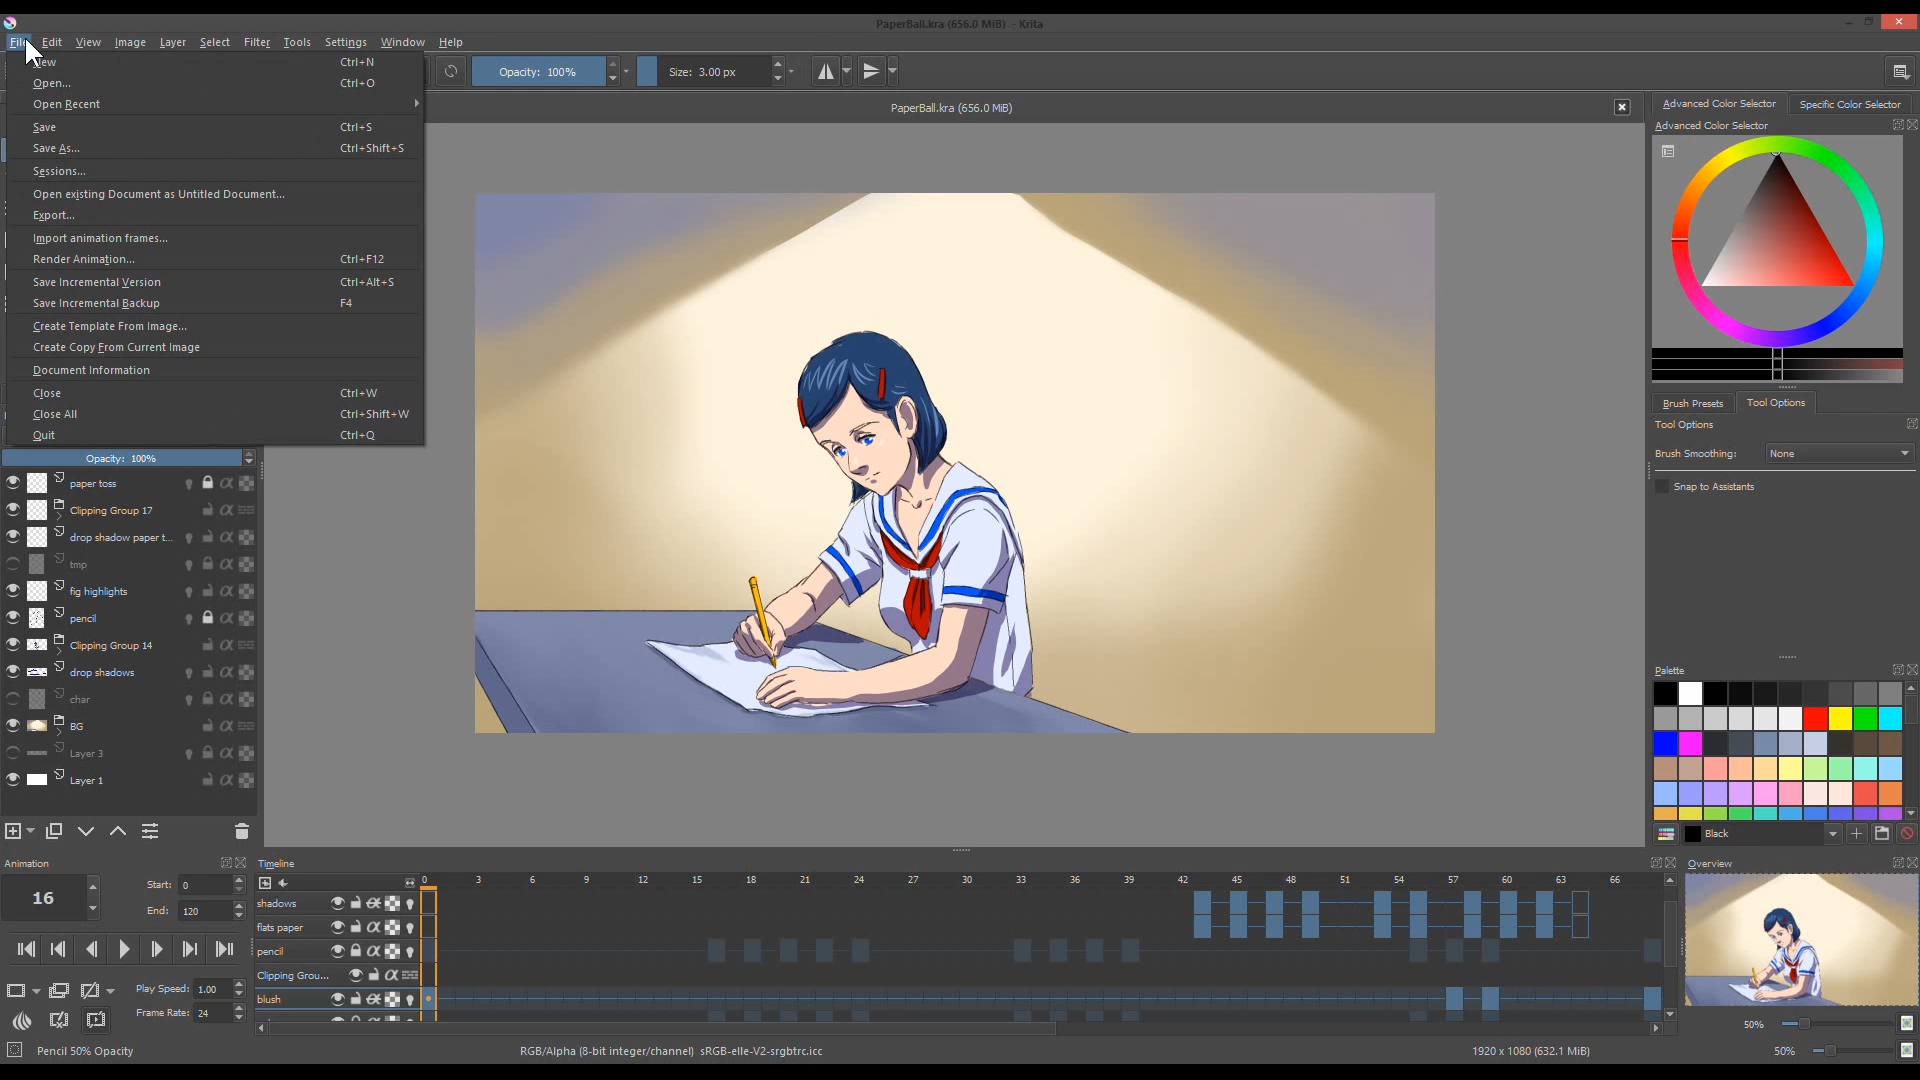 PaperBall.kra (656.0 MiB) - Krita
File Edit View Image Layer Select Filter Tools Settings Window Help
Ctrl+N
Open... Ctrl+O
Open Recent
Save Ctrl+S
Save As... Ctrl+Shift+S
Sessions...
Open existing Document as Untitled Document...
Export...
Import animation frames...
Render Animation... Ctrl+F12
Save Incremental Version Ctrl+Alt+S
Save Incremental Backup F4
Create Template From Image...
Create Copy From Current Image
Document Information
Close Ctrl+W
Close All Ctrl+Shift+W
Quit Ctrl+Q
Opacity: 100%
Size: 3.00 px
PaperBall.kra (656.0 MiB)
Advanced Color Selector
Specific Color Selector
Advanced Color Selector
Brush Presets
Tool Options
Tool Options
Brush Smoothing: None
Snap to Assistants
Palette
Black
Opacity: 100%
paper toss
Clipping Group 17
drop shadow paper t...
tmp
fig highlights
pencil
Clipping Group 14
drop shadows
char
BG
Layer 3
Layer 1
Animation
16
Start: 0
End: 120
Play Speed: 1.00
Frame Rate: 24
Timeline
0 3 6 9 12 15 18 21 24 27 30 33 36 39 42 45 48 51 54 57 60 63 66
shadows
flats paper
pencil
Clipping Grou...
blush
Overview
50%
Pencil 50% Opacity
RGB/Alpha (8-bit integer/channel) sRGB-elle-V2-srgbtrc.icc
1920 x 1080 (632.1 MiB)
50%